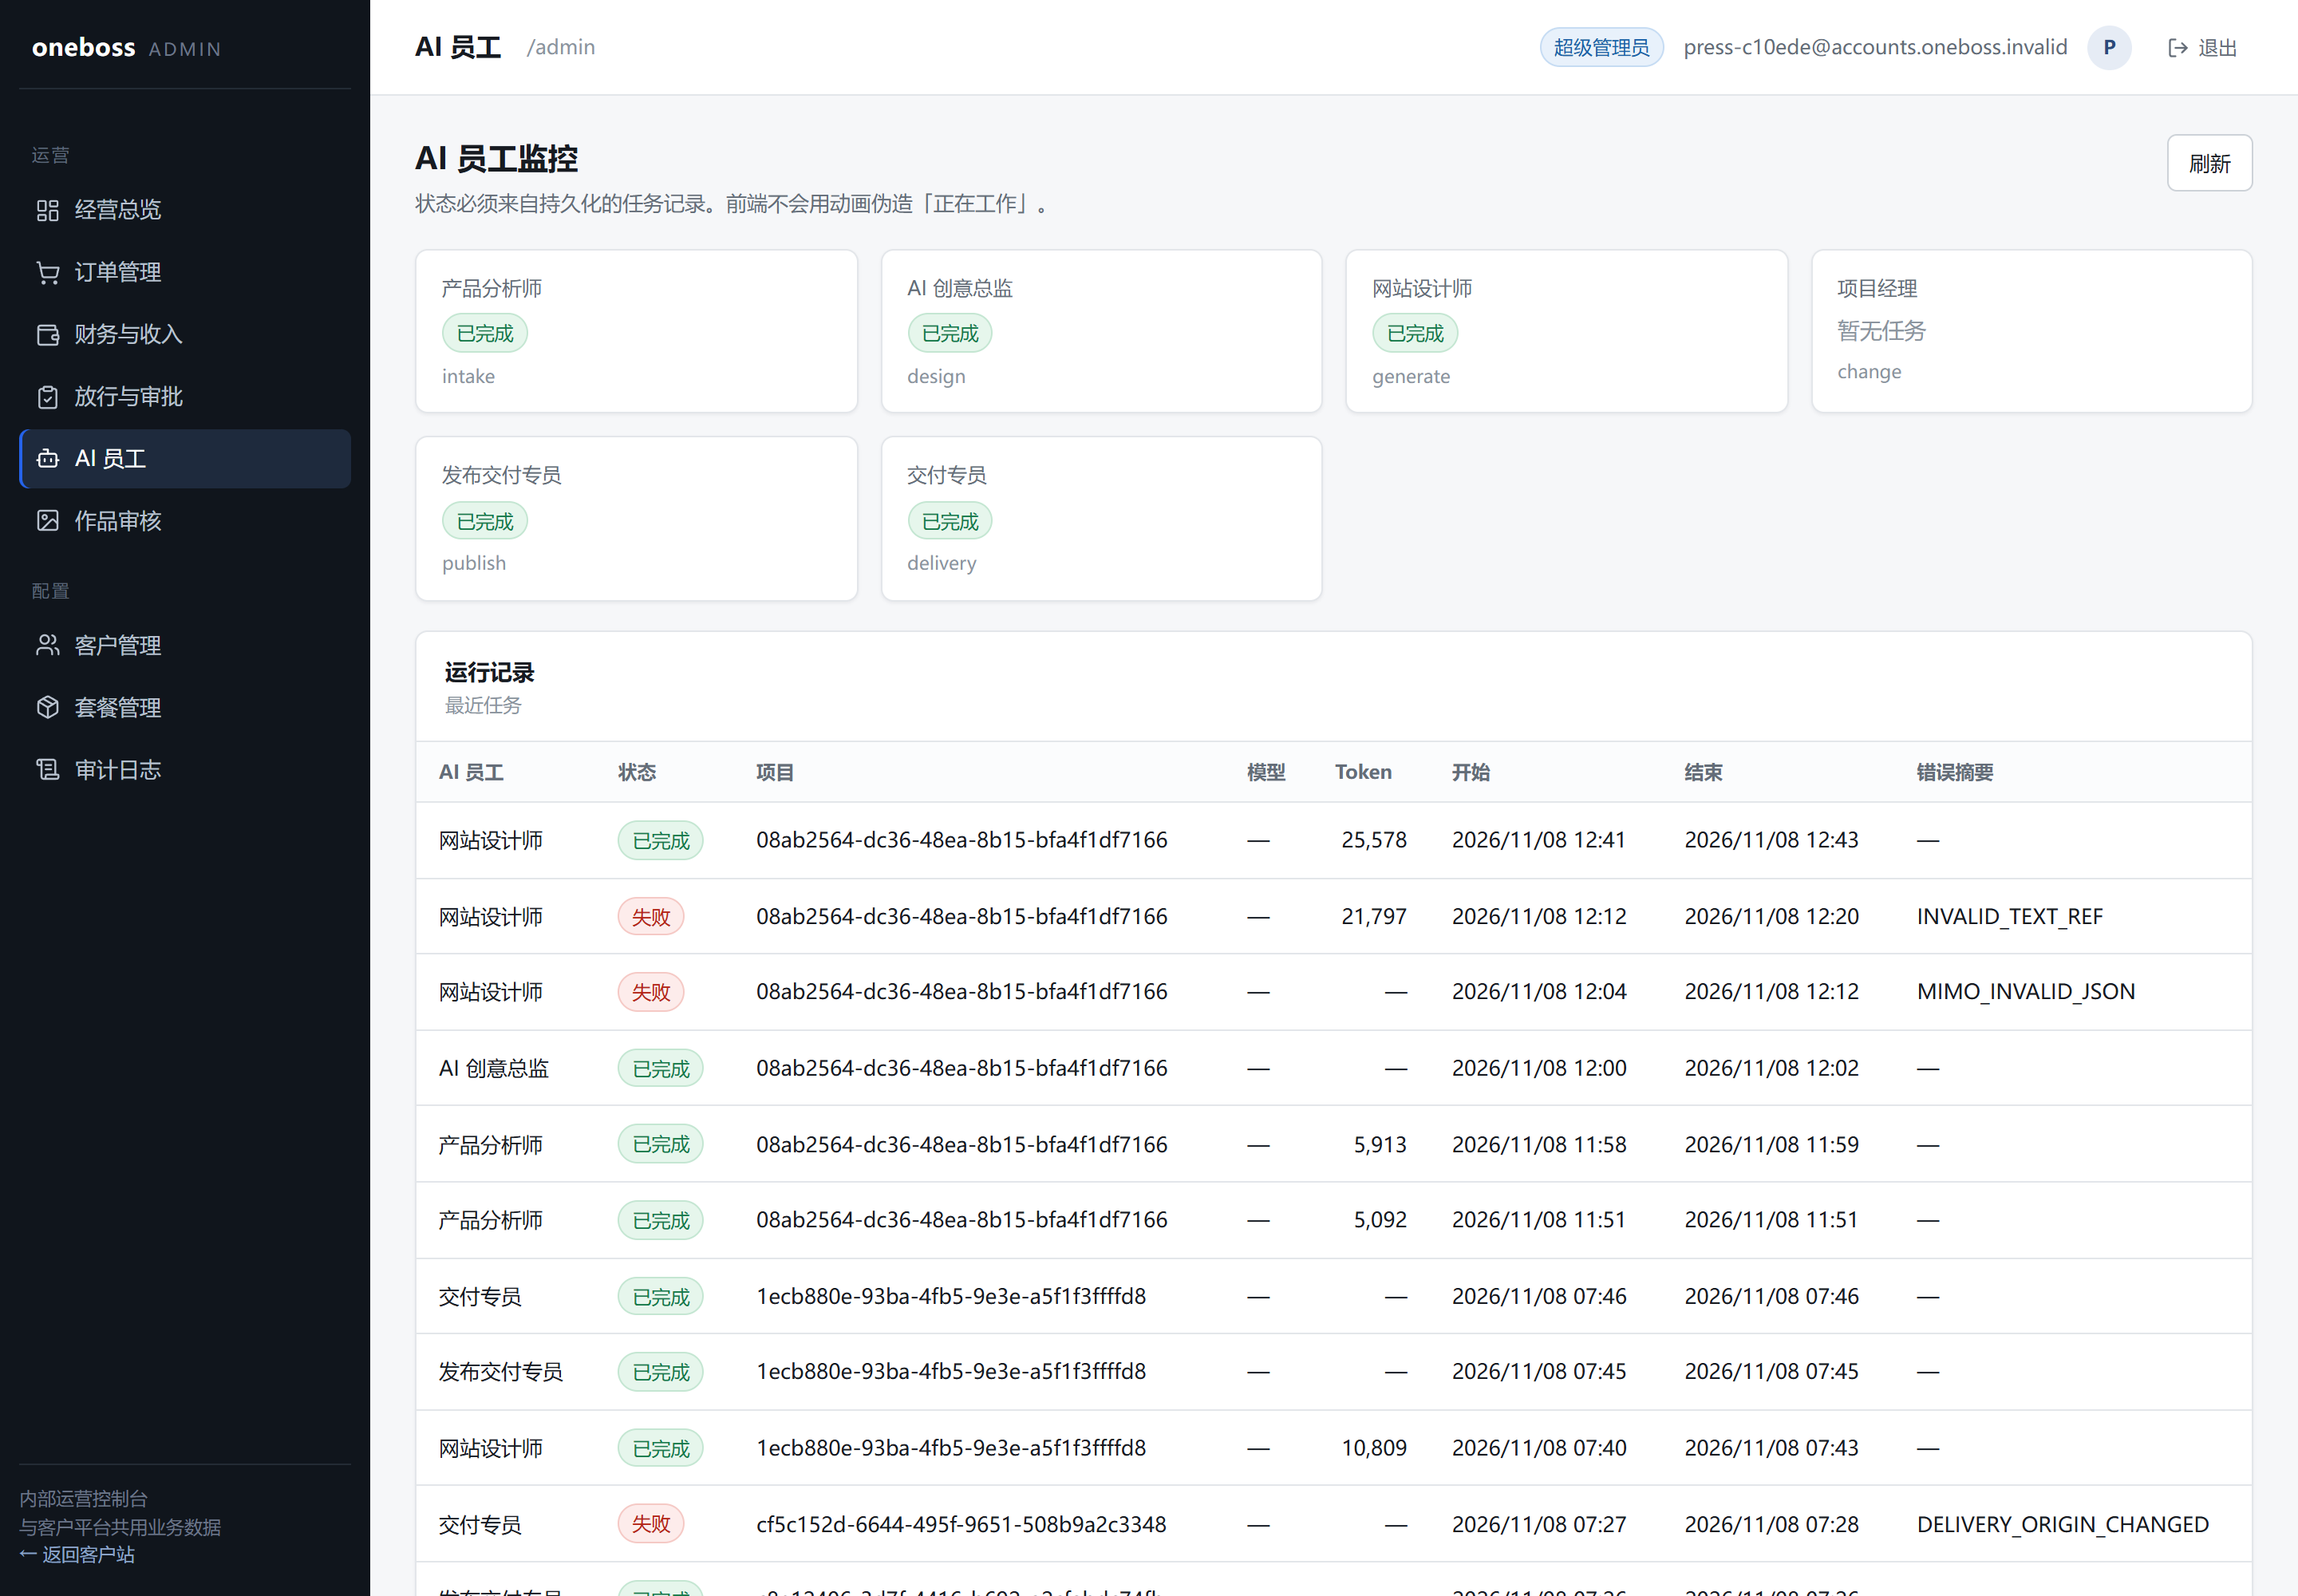 oneboss ADMIN
运营
经营总览
订单管理
财务与收入
放行与审批
AI 员工
作品审核
配置
客户管理
套餐管理
审计日志
内部运营控制台
与客户平台共用业务数据
← 返回客户站
AI 员工 /admin
超级管理员 press-c10ede@accounts.oneboss.invalid P 退出
AI 员工监控
刷新
状态必须来自持久化的任务记录。前端不会用动画伪造「正在工作」。
产品分析师
已完成
intake
AI 创意总监
已完成
design
网站设计师
已完成
generate
项目经理
暂无任务
change
发布交付专员
已完成
publish
交付专员
已完成
delivery
运行记录
最近任务
AI 员工 状态 项目 模型 Token 开始 结束 错误摘要
网站设计师 已完成 08ab2564-dc36-48ea-8b15-bfa4f1df7166 — 25,578 2026/11/08 12:41 2026/11/08 12:43 —
网站设计师 失败 08ab2564-dc36-48ea-8b15-bfa4f1df7166 — 21,797 2026/11/08 12:12 2026/11/08 12:20 INVALID_TEXT_REF
网站设计师 失败 08ab2564-dc36-48ea-8b15-bfa4f1df7166 — — 2026/11/08 12:04 2026/11/08 12:12 MIMO_INVALID_JSON
AI 创意总监 已完成 08ab2564-dc36-48ea-8b15-bfa4f1df7166 — — 2026/11/08 12:00 2026/11/08 12:02 —
产品分析师 已完成 08ab2564-dc36-48ea-8b15-bfa4f1df7166 — 5,913 2026/11/08 11:58 2026/11/08 11:59 —
产品分析师 已完成 08ab2564-dc36-48ea-8b15-bfa4f1df7166 — 5,092 2026/11/08 11:51 2026/11/08 11:51 —
交付专员 已完成 1ecb880e-93ba-4fb5-9e3e-a5f1f3ffffd8 — — 2026/11/08 07:46 2026/11/08 07:46 —
发布交付专员 已完成 1ecb880e-93ba-4fb5-9e3e-a5f1f3ffffd8 — — 2026/11/08 07:45 2026/11/08 07:45 —
网站设计师 已完成 1ecb880e-93ba-4fb5-9e3e-a5f1f3ffffd8 — 10,809 2026/11/08 07:40 2026/11/08 07:43 —
交付专员 失败 cf5c152d-6644-495f-9651-508b9a2c3348 — — 2026/11/08 07:27 2026/11/08 07:28 DELIVERY_ORIGIN_CHANGED